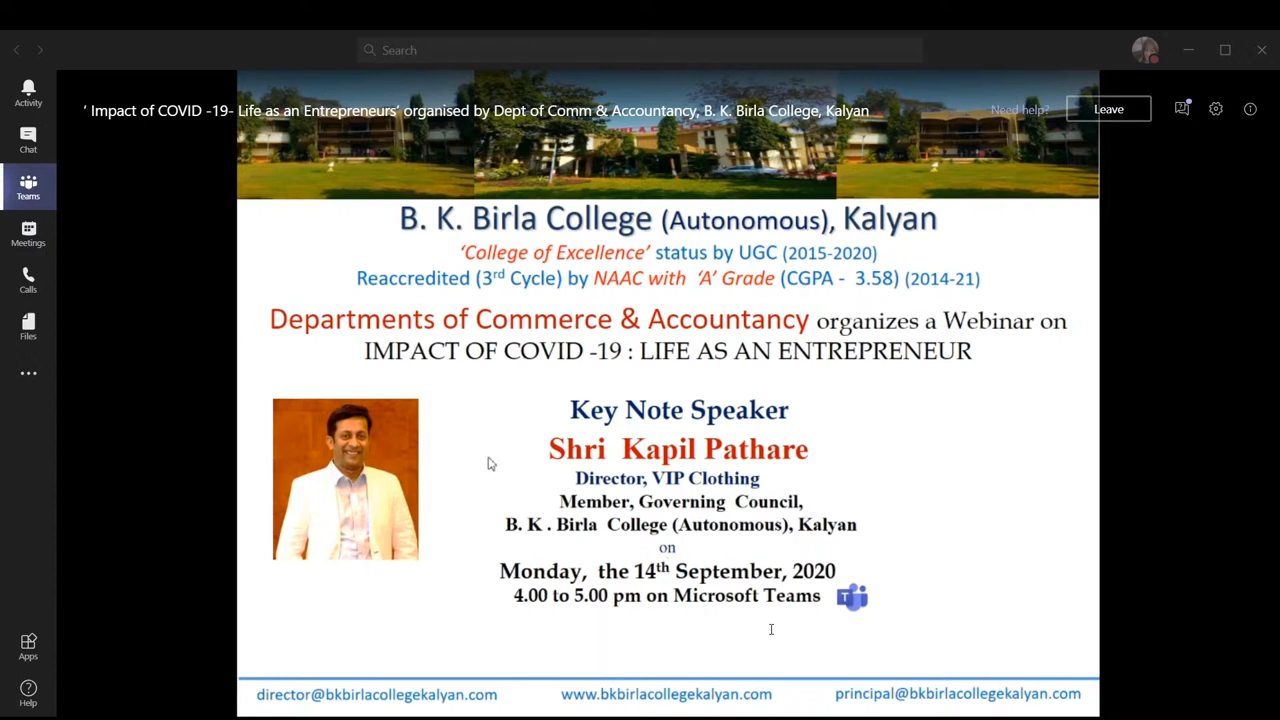 Search
Activity
Chat
Teams
Meetings
Calls
Files
Apps
Help
' Impact of COVID -19- Life as an Entrepreneurs' organised by Dept of Comm & Accountancy, B. K. Birla College, Kalyan
Need help?
Leave
B. K. Birla College (Autonomous), Kalyan
'College of Excellence' status by UGC (2015-2020)
Reaccredited (3rd Cycle) by NAAC with 'A' Grade (CGPA - 3.58) (2014-21)
Departments of Commerce & Accountancy organizes a Webinar on
IMPACT OF COVID -19 : LIFE AS AN ENTREPRENEUR
Key Note Speaker
Shri Kapil Pathare
Director, VIP Clothing
Member, Governing Council,
B. K . Birla College (Autonomous), Kalyan
on
Monday, the 14th September, 2020
4.00 to 5.00 pm on Microsoft Teams
T
director@bkbirlacollegekalyan.com
www.bkbirlacollegekalyan.com
principal@bkbirlacollegekalyan.com